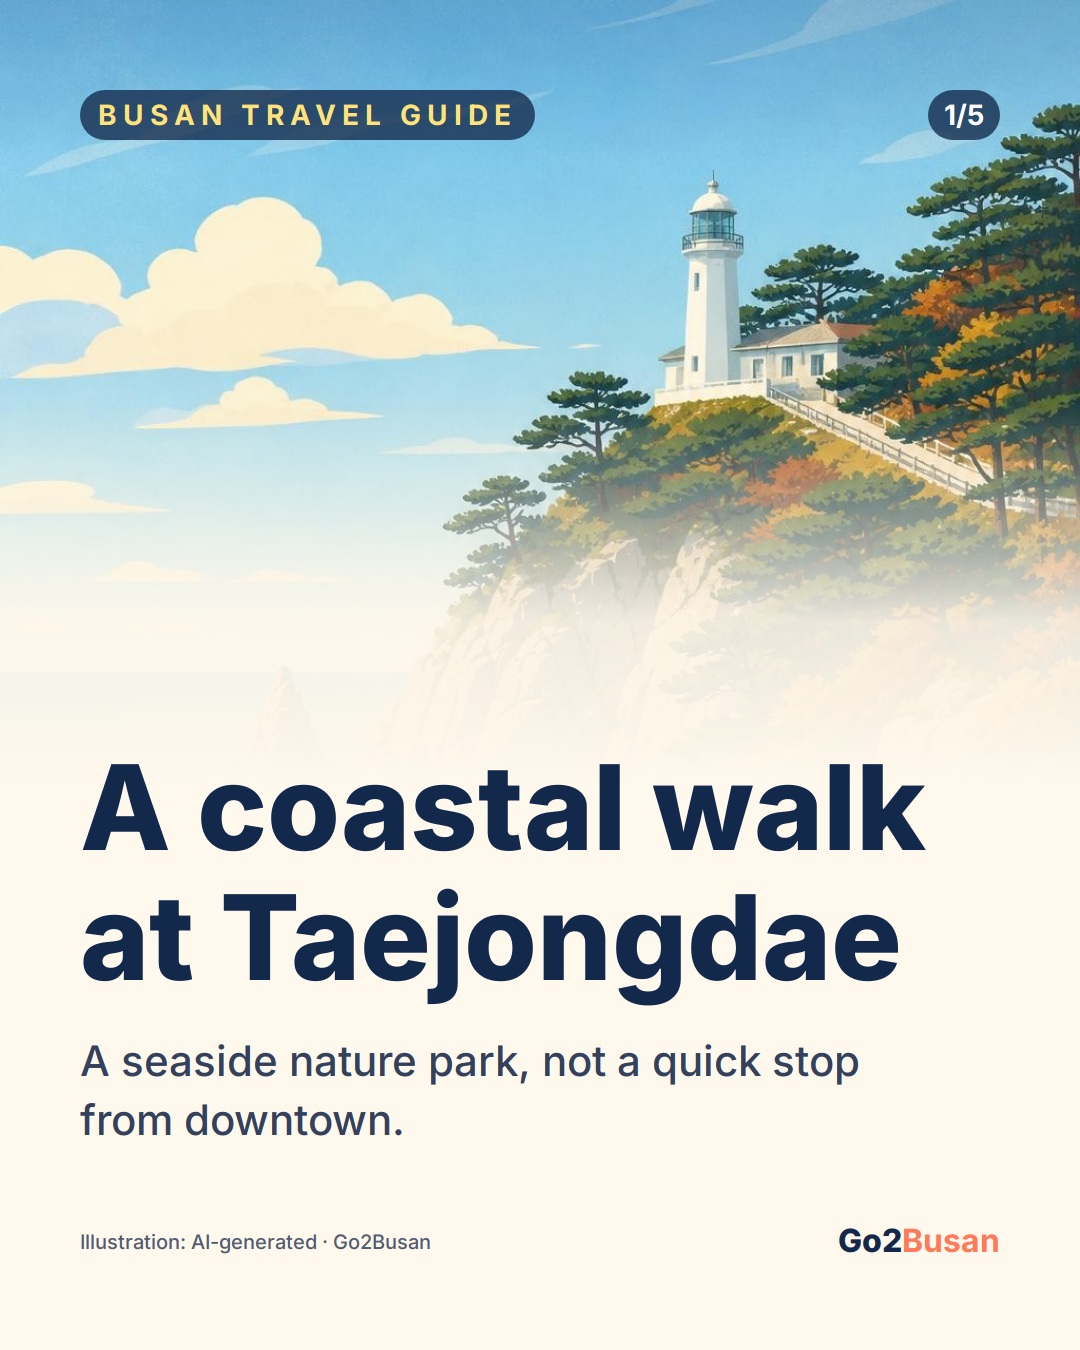 BUSAN TRAVEL GUIDE
1/5
A coastal walk
at Taejongdae
A seaside nature park, not a quick stop
from downtown.
Illustration: AI-generated · Go2Busan
Go2Busan